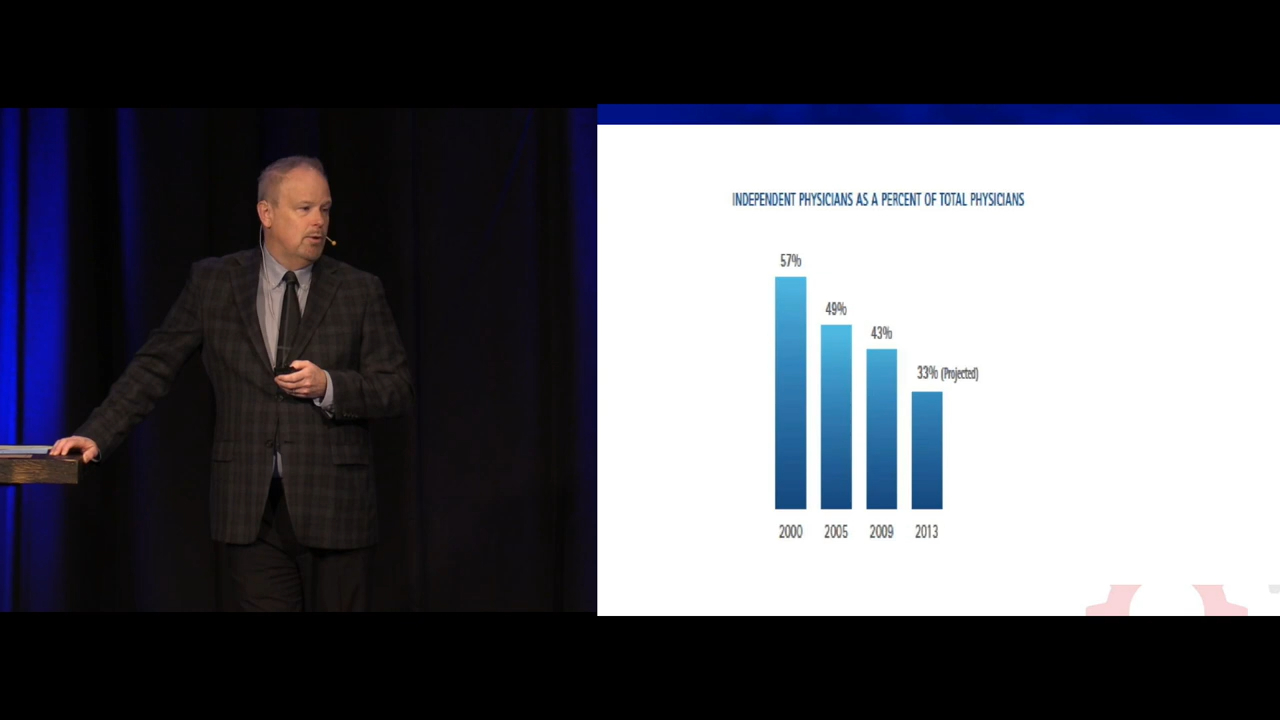 INDEPENDENT PHYSICIANS AS A PERCENT OF TOTAL PHYSICIANS
57%
49%
43%
33% (Projected)
2000 2005 2009 2013